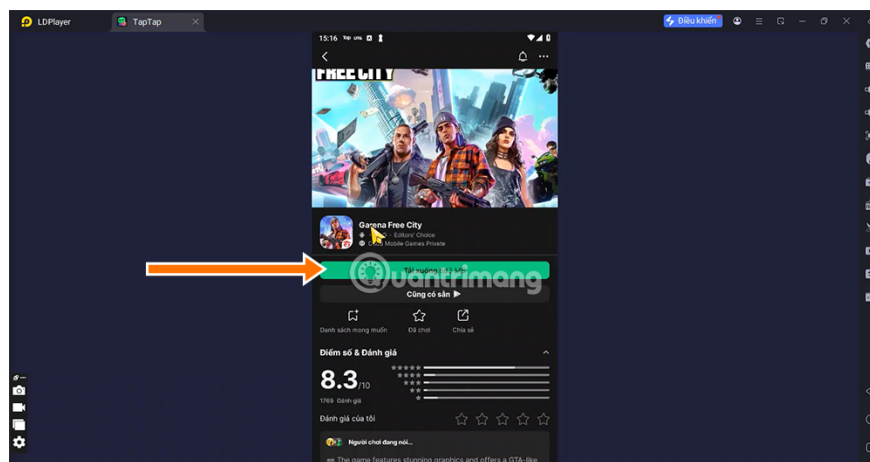 LDPlayer
TapTap
Điều khiển
15:16
FREE CITY
Garena Free City
Editors' Choice
Mobile Games Private
Tải xuống
Quantrimang
Cũng có sẵn
Danh sách mong muốn
Đã chơi
Chia sẻ
Điểm số & Đánh giá
8.3/10
1769 Đánh giá
Đánh giá của tôi
Người chơi đang nói...
The game features stunning graphics and offers a GTA-like